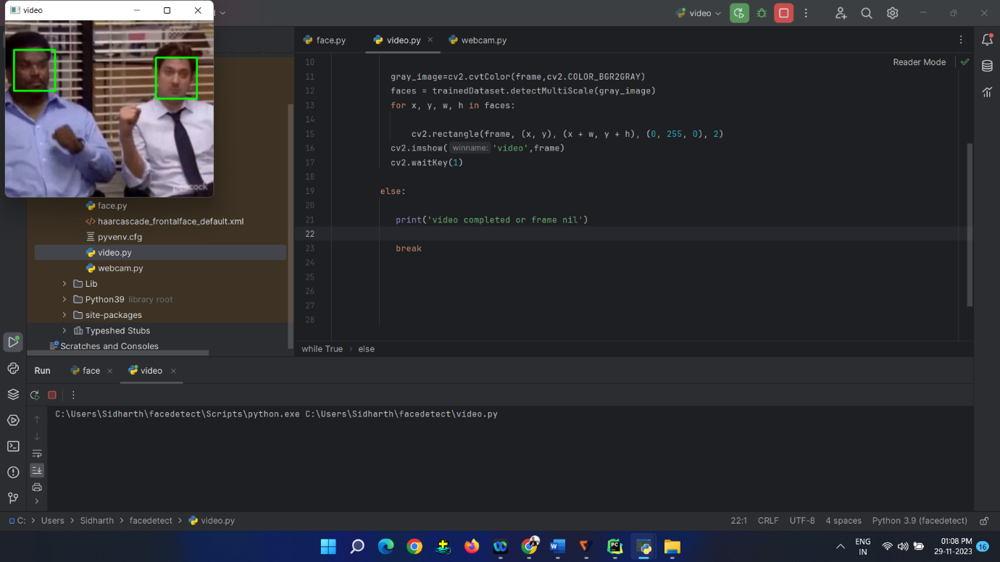 video
video
face.py
video.py
webcam.py
Reader Mode
10
11 gray_image=cv2.cvtColor(frame,cv2.COLOR_BGR2GRAY)
12 faces = trainedDataset.detectMultiScale(gray_image)
13 for x, y, w, h in faces:
14
15 cv2.rectangle(frame, (x, y), (x + w, y + h), (0, 255, 0), 2)
16 cv2.imshow( winname: 'video',frame)
17 cv2.waitKey(1)
18
19 else:
20
21 print('video completed or frame nil')
22
23 break
24
25
26
27
28
peacock
face.py
</> haarcascade_frontalface_default.xml
pyvenv.cfg
video.py
webcam.py
Lib
Python39 library root
site-packages
Typeshed Stubs
Scratches and Consoles
while True > else
Run
face
video
C:\Users\Sidharth\facedetect\Scripts\python.exe C:\Users\Sidharth\facedetect\video.py
C: > Users > Sidharth > facedetect > video.py
22:1 CRLF UTF-8 4 spaces Python 3.9 (facedetect)
PC
ENG
IN
01:08 PM
29-11-2023
16